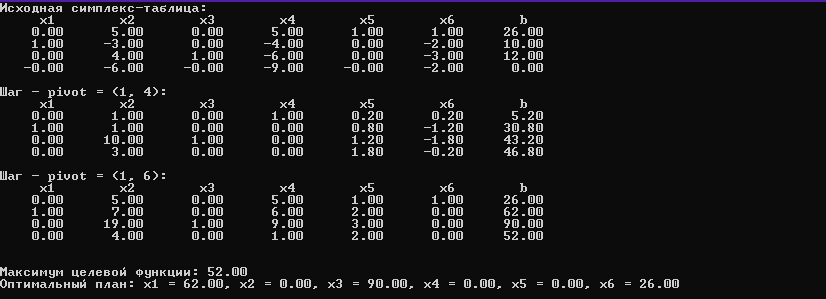 Исходная симплекс-таблица:
x1 x2 x3 x4 x5 x6 b
0.00 5.00 0.00 5.00 1.00 1.00 26.00
1.00 -3.00 0.00 -4.00 0.00 -2.00 10.00
0.00 4.00 1.00 -6.00 0.00 -3.00 12.00
-0.00 -6.00 -0.00 -9.00 -0.00 -2.00 0.00
Шаг - pivot = (1, 4):
x1 x2 x3 x4 x5 x6 b
0.00 1.00 0.00 1.00 0.20 0.20 5.20
1.00 1.00 0.00 0.00 0.80 -1.20 30.80
0.00 10.00 1.00 0.00 1.20 -1.80 43.20
0.00 3.00 0.00 0.00 1.80 -0.20 46.80
Шаг - pivot = (1, 6):
x1 x2 x3 x4 x5 x6 b
0.00 5.00 0.00 5.00 1.00 1.00 26.00
1.00 7.00 0.00 6.00 2.00 0.00 62.00
0.00 19.00 1.00 9.00 3.00 0.00 90.00
0.00 4.00 0.00 1.00 2.00 0.00 52.00
Максимум целевой функции: 52.00
Оптимальный план: x1 = 62.00, x2 = 0.00, x3 = 90.00, x4 = 0.00, x5 = 0.00, x6 = 26.00